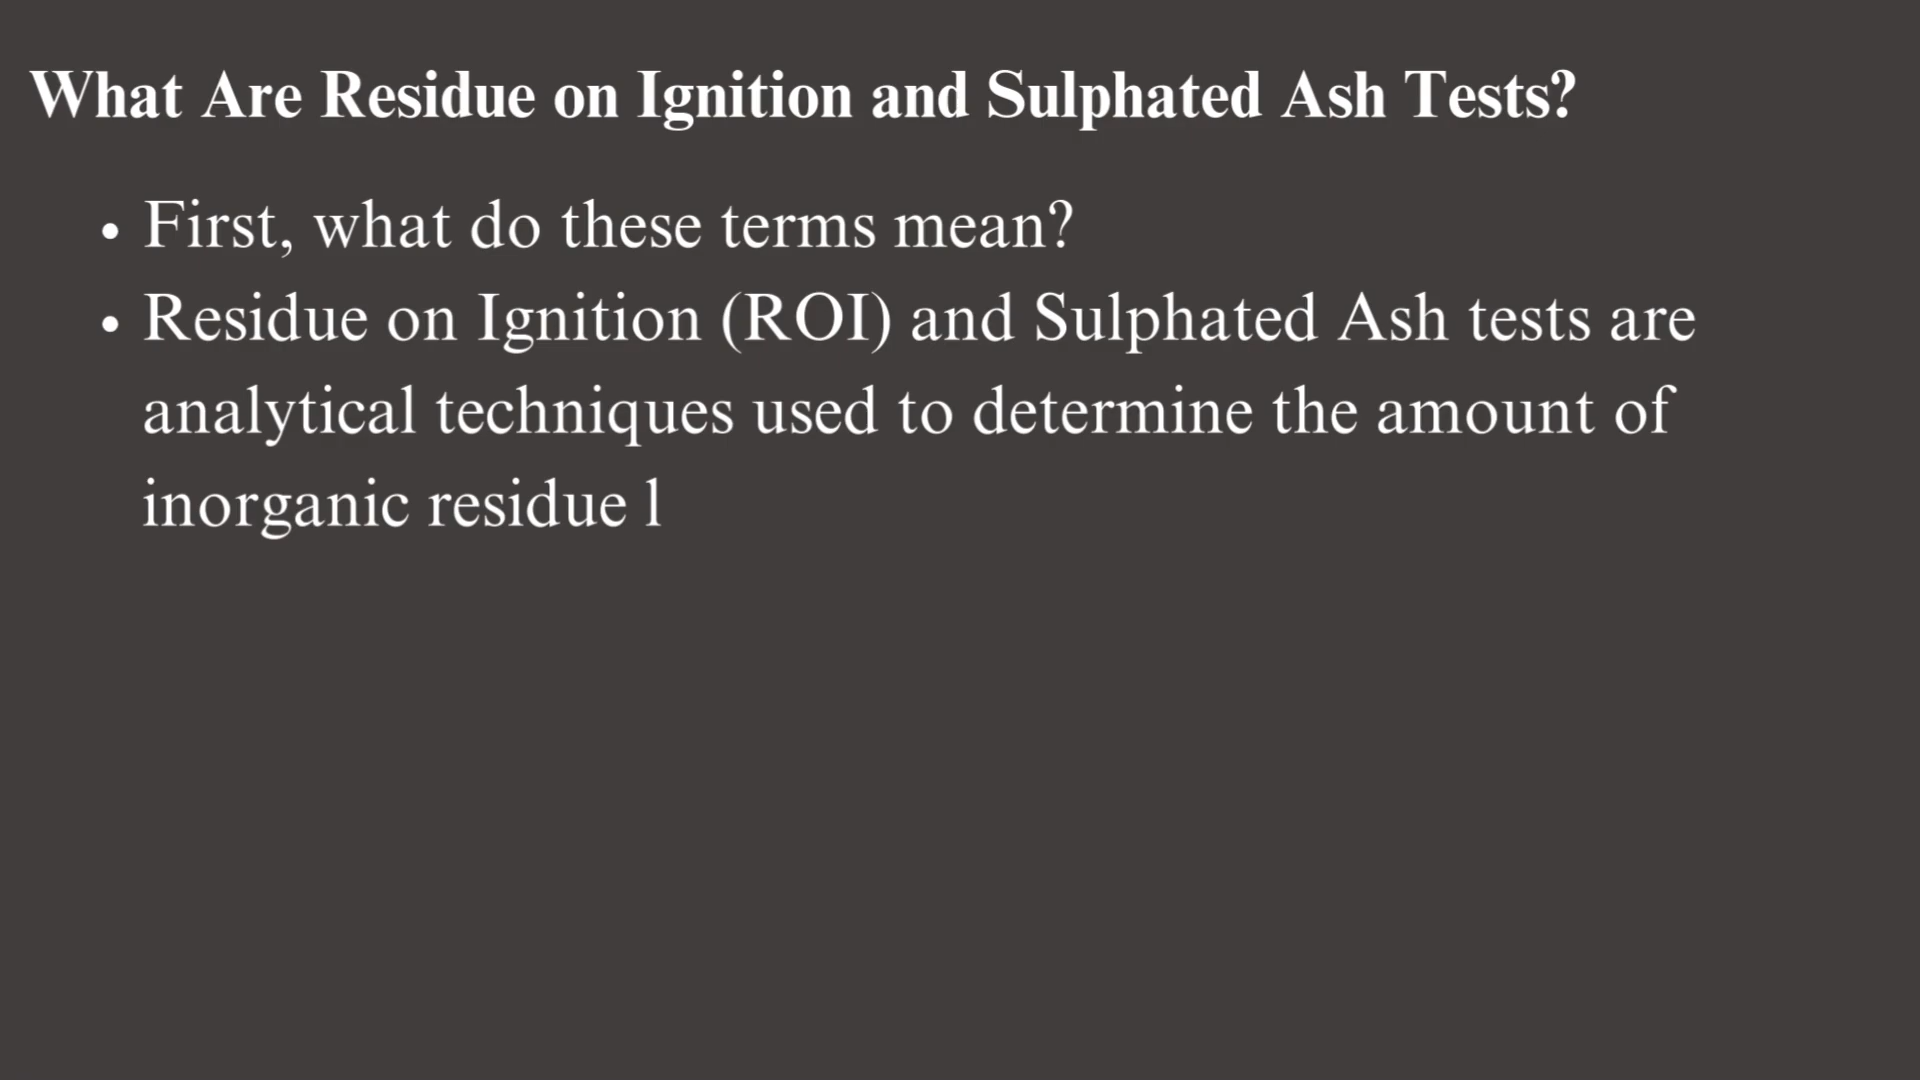 What Are Residue on Ignition and Sulphated Ash Tests?
• First, what do these terms mean?
• Residue on Ignition (ROI) and Sulphated Ash tests are
analytical techniques used to determine the amount of
inorganic residue l